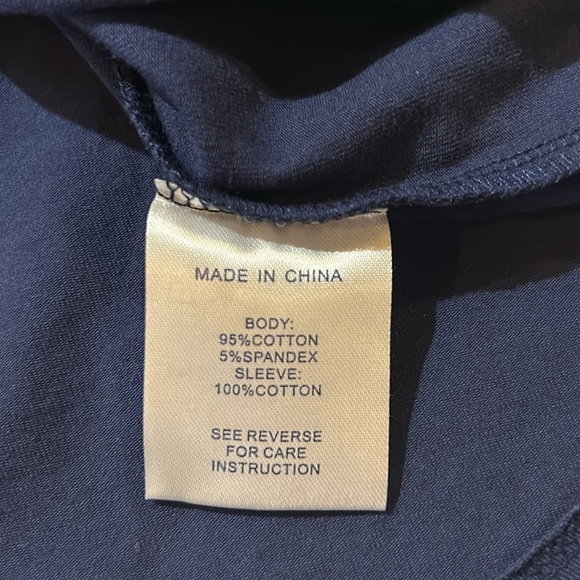 MADE IN CHINA
BODY:
95%COTTON
5%SPANDEX
SLEEVE:
100%COTTON
SEE REVERSE
FOR CARE
INSTRUCTION